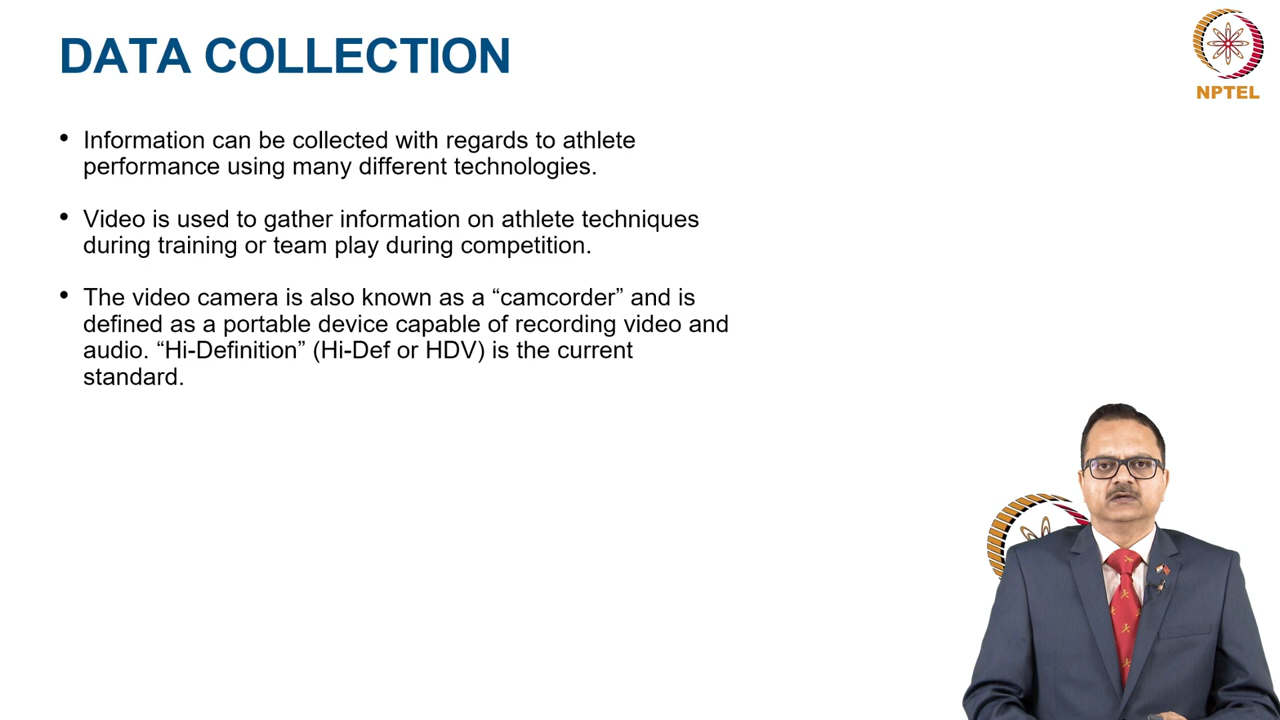 DATA COLLECTION
NPTEL
• Information can be collected with regards to athlete
performance using many different technologies.
• Video is used to gather information on athlete techniques
during training or team play during competition.
• The video camera is also known as a “camcorder” and is
defined as a portable device capable of recording video and
audio. “Hi-Definition” (Hi-Def or HDV) is the current
standard.